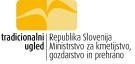 tradicionalni
ugled
Republika Slovenija
Ministrstvo za kmetijstvo,
gozdarstvo in prehrano